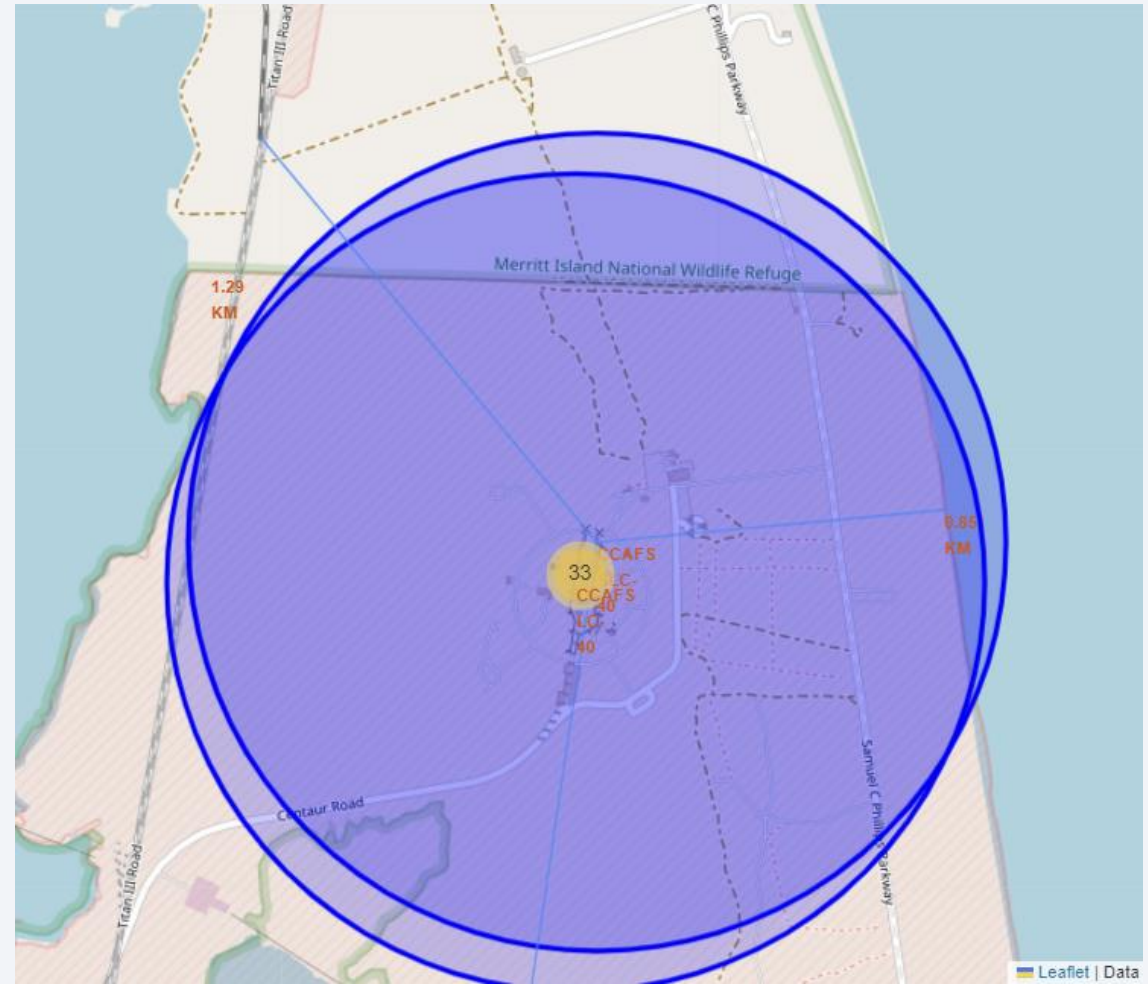 Titan III Road
C Phillips Parkway
Merritt Island National Wildlife Refuge
1.29
KM
0.85
KM
CCAFS
33
LC-
CCAFS
40
LC-
40
Samuel C Phillips Parkway
Centaur Road
Titan III Road
Leaflet | Data